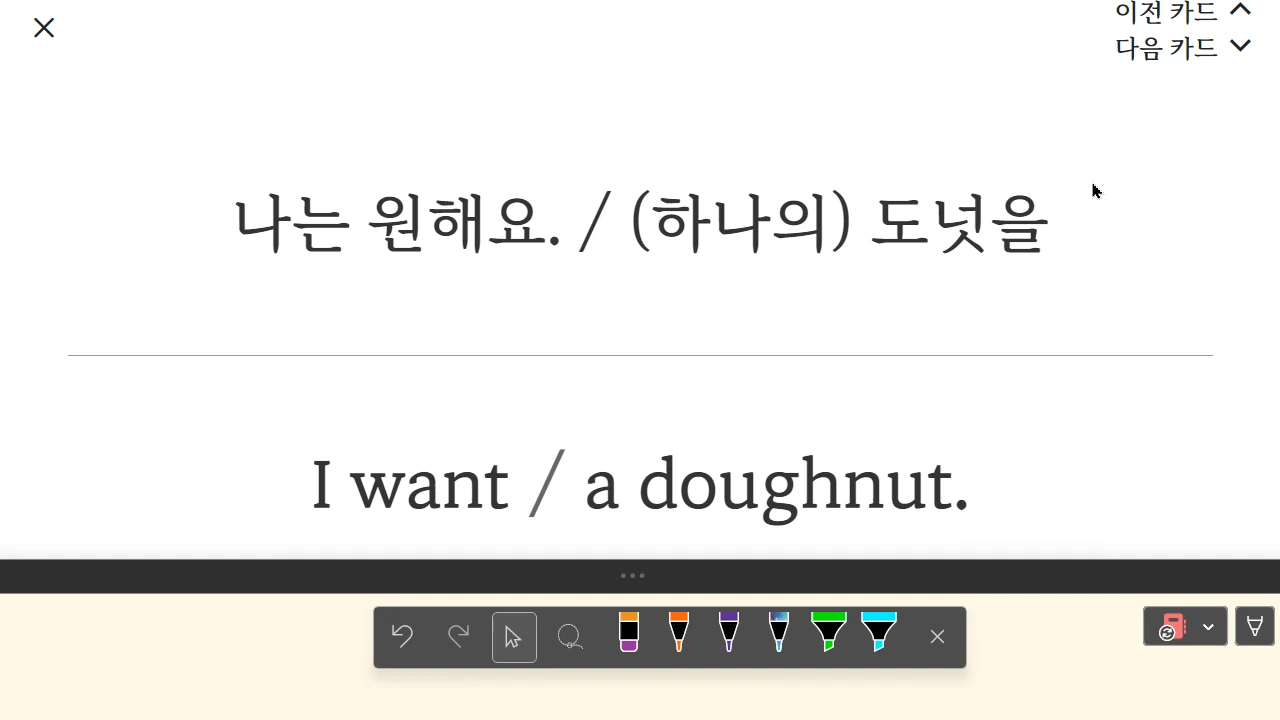 이전 카드
다음 카드
나는 원해요. / (하나의) 도넛을
I want / a doughnut.